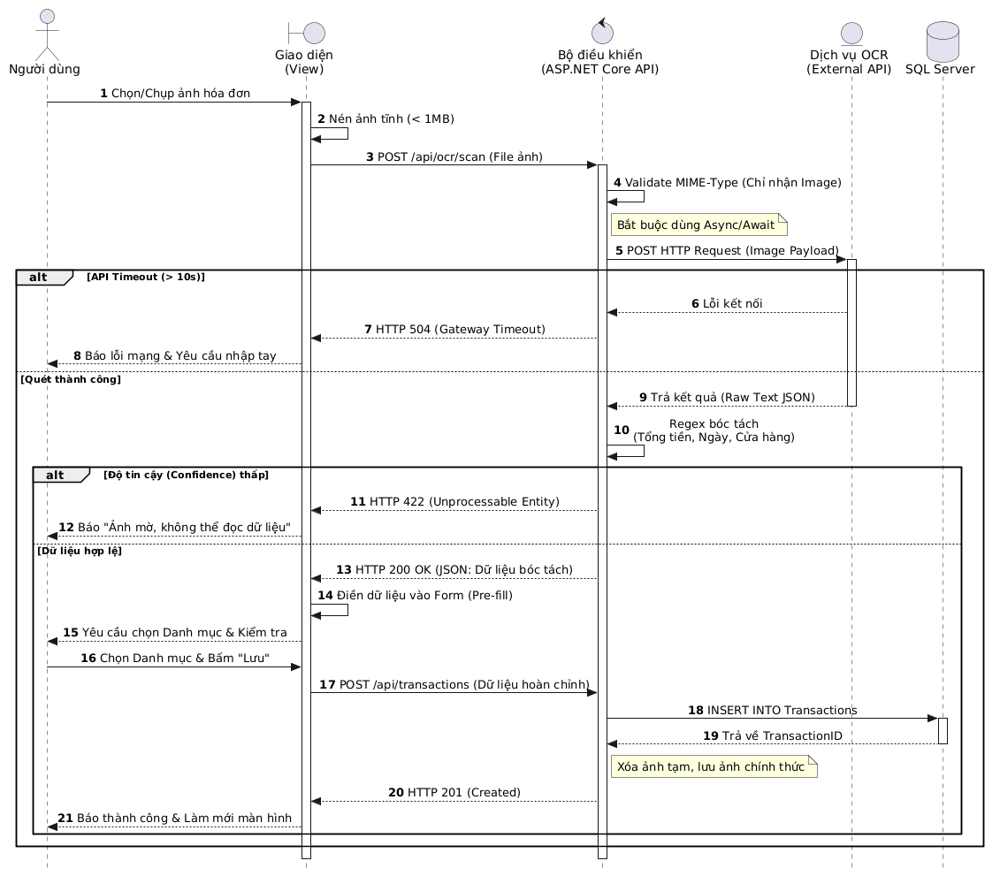 Người dùng
Giao diện
(View)
Bộ điều khiển
(ASP.NET Core API)
Dịch vụ OCR
(External API)
SQL Server
1 Chọn/Chụp ảnh hóa đơn
2 Nén ảnh tĩnh (< 1MB)
3 POST /api/ocr/scan (File ảnh)
4 Validate MIME-Type (Chỉ nhận Image)
Bắt buộc dùng Async/Await
5 POST HTTP Request (Image Payload)
alt [API Timeout (> 10s)]
6 Lỗi kết nối
7 HTTP 504 (Gateway Timeout)
8 Báo lỗi mạng & Yêu cầu nhập tay
[Quét thành công]
9 Trả kết quả (Raw Text JSON)
10 Regex bóc tách
(Tổng tiền, Ngày, Cửa hàng)
alt [Độ tin cậy (Confidence) thấp]
11 HTTP 422 (Unprocessable Entity)
12 Báo "Ảnh mờ, không thể đọc dữ liệu"
[Dữ liệu hợp lệ]
13 HTTP 200 OK (JSON: Dữ liệu bóc tách)
14 Điền dữ liệu vào Form (Pre-fill)
15 Yêu cầu chọn Danh mục & Kiểm tra
16 Chọn Danh mục & Bấm "Lưu"
17 POST /api/transactions (Dữ liệu hoàn chỉnh)
18 INSERT INTO Transactions
19 Trả về TransactionID
Xóa ảnh tạm, lưu ảnh chính thức
20 HTTP 201 (Created)
21 Báo thành công & Làm mới màn hình